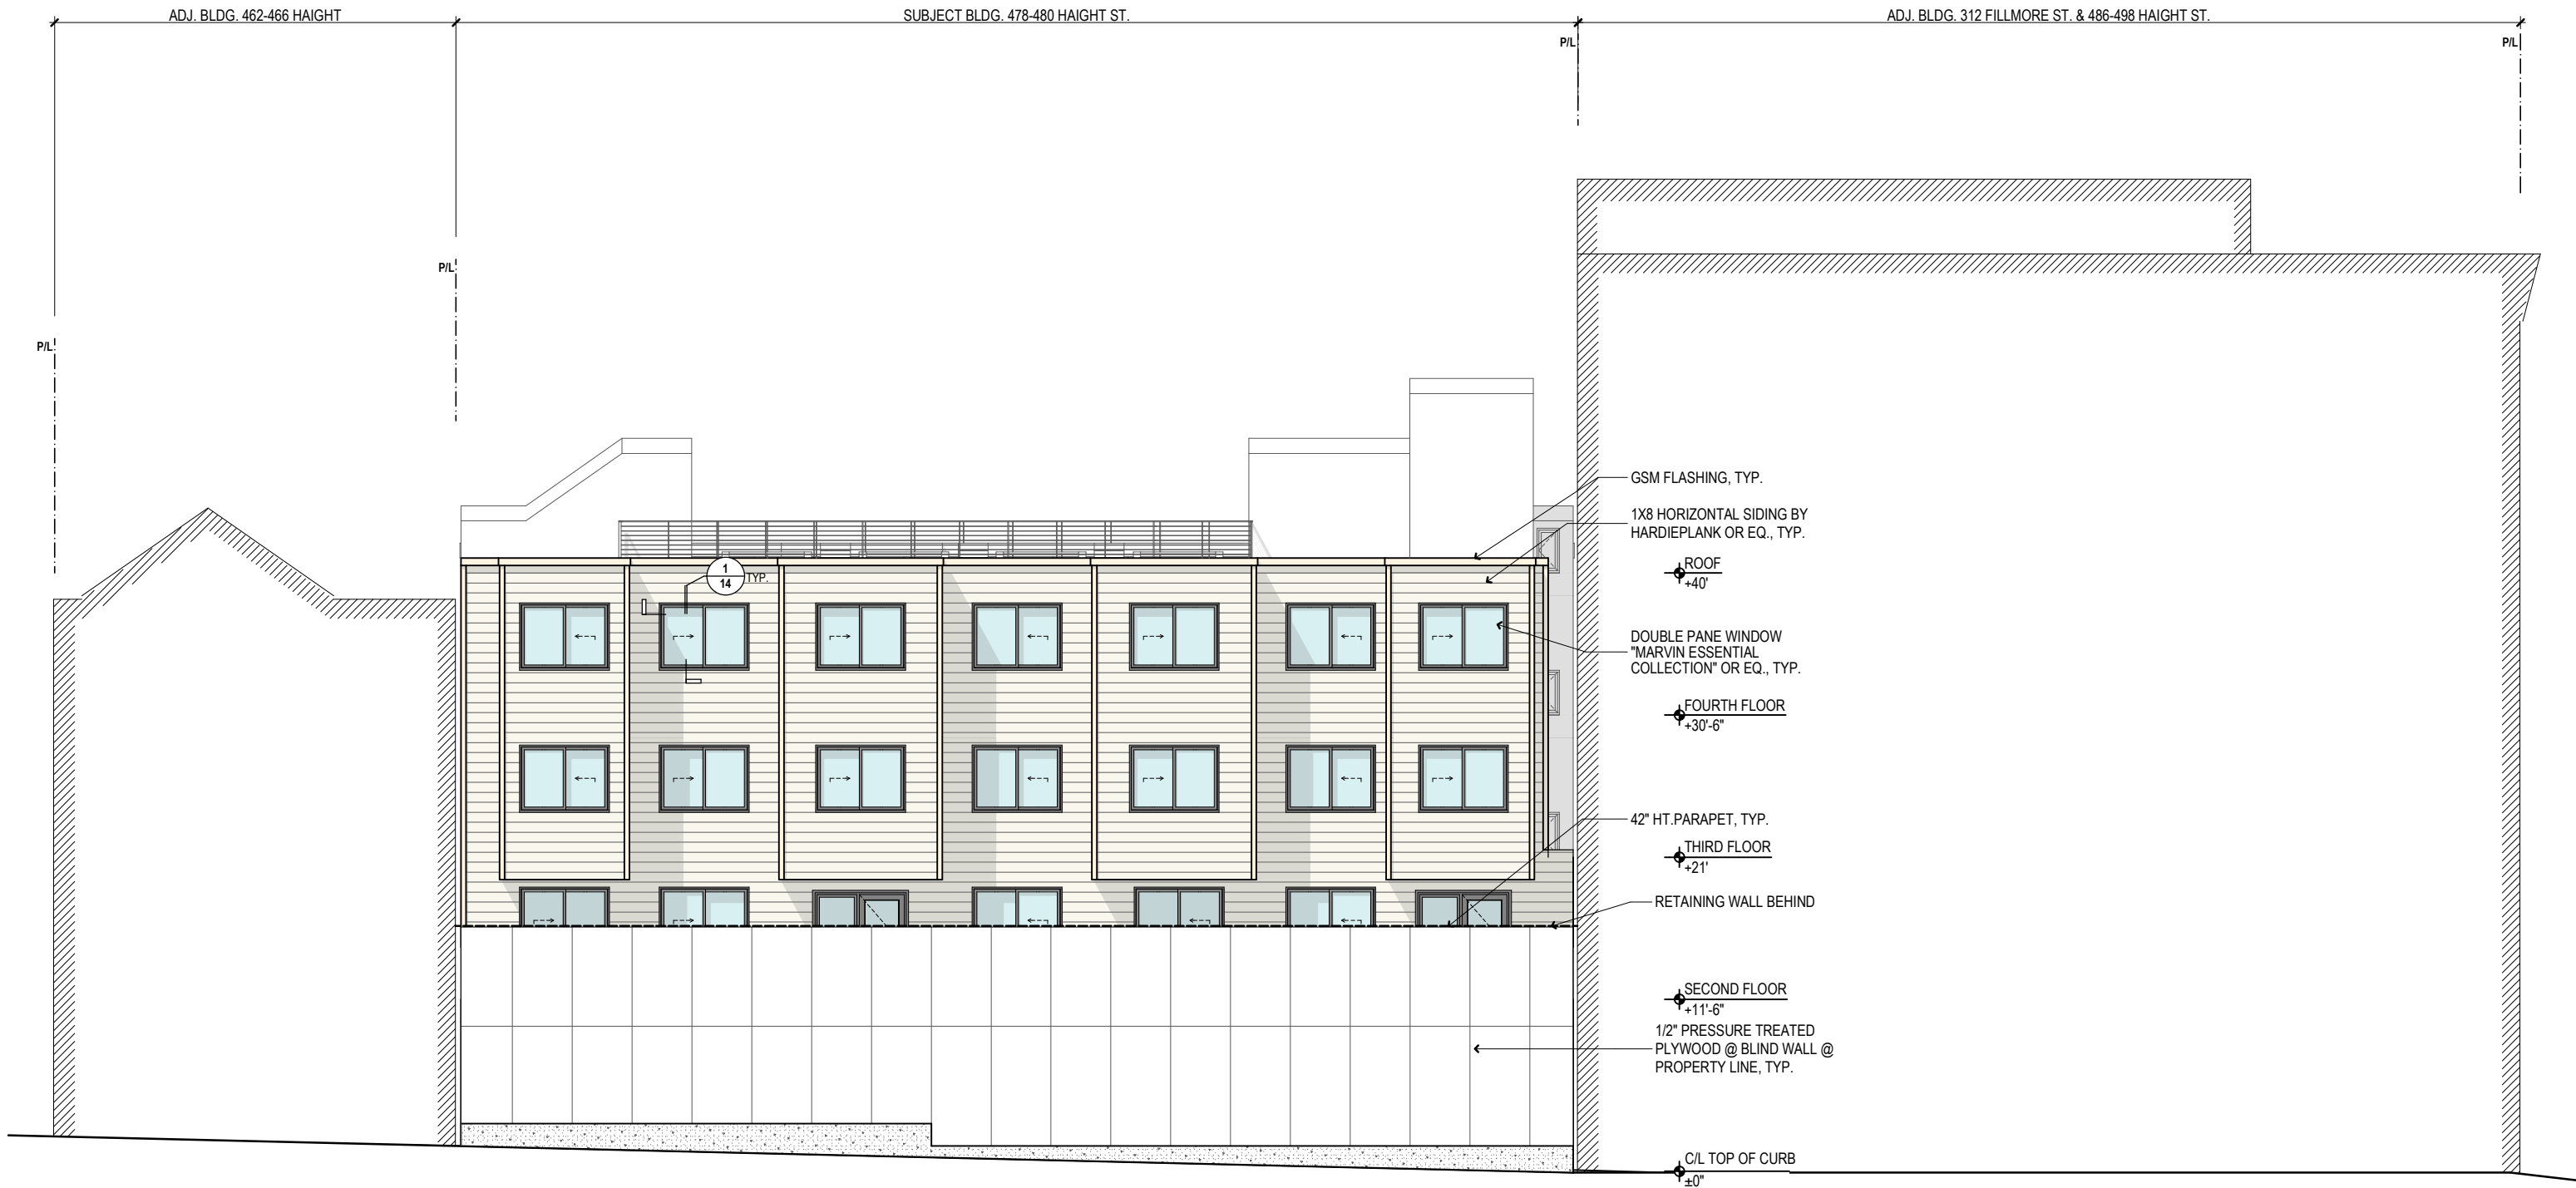 ADJ. BLDG. 462-466 HAIGHT
SUBJECT BLDG. 478-480 HAIGHT ST.
ADJ. BLDG. 312 FILLMORE ST. & 486-498 HAIGHT ST.
P/L
P/L
P/L
P/L
GSM FLASHING, TYP.
1X8 HORIZONTAL SIDING BY
HARDIEPLANK OR EQ., TYP.
ROOF
+40'
1
14
TYP.
DOUBLE PANE WINDOW
"MARVIN ESSENTIAL
COLLECTION" OR EQ., TYP.
FOURTH FLOOR
+30'-6"
42" HT.PARAPET, TYP.
THIRD FLOOR
+21'
RETAINING WALL BEHIND
SECOND FLOOR
+11'-6"
1/2" PRESSURE TREATED
PLYWOOD @ BLIND WALL @
PROPERTY LINE, TYP.
C/L TOP OF CURB
±0"